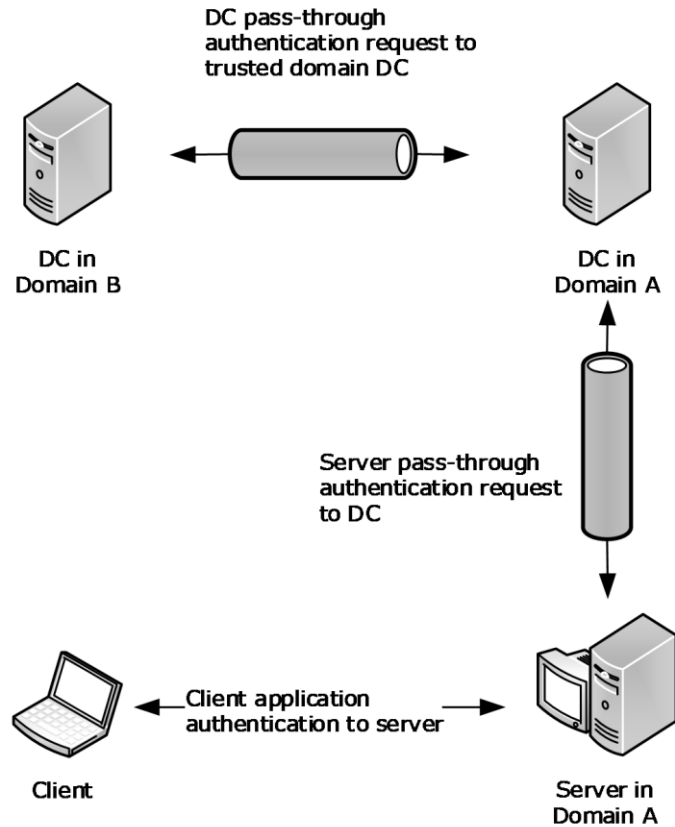 DC pass-through
authentication request to
trusted domain DC
DC in
Domain B
DC in
Domain A
Server pass-through
authentication request
to DC
Client application
authentication to server
Client
Server in
Domain A